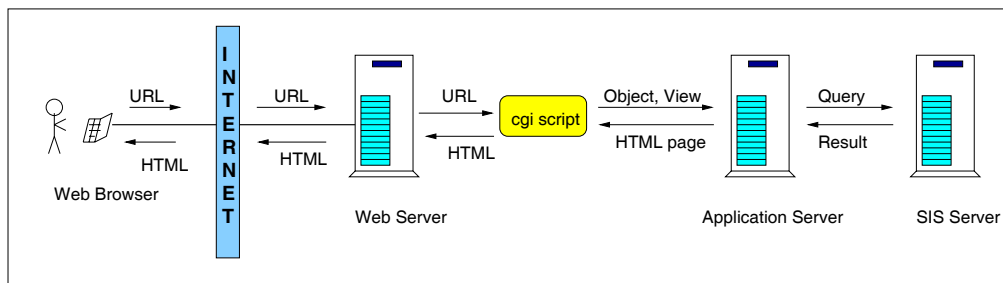 INTERNET
URL
URL
URL
cgi script
Object, View
Query
HTML
HTML
HTML
HTML page
Result
Web Browser
Web Server
Application Server
SIS Server